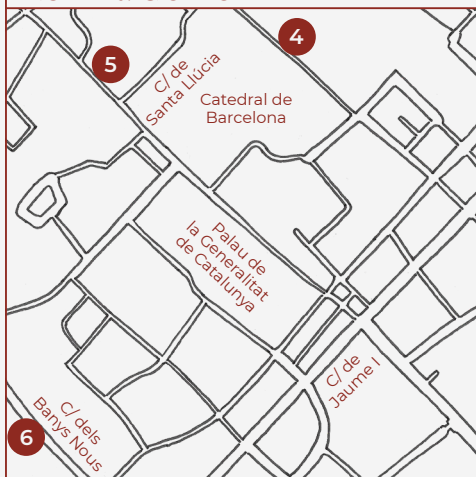 4
5
C/ de
Santa Llúcia
Catedral de
Barcelona
Palau de
la Generalitat
de Catalunya
C/ de
Jaume I
C/ dels
Banys Nous
6